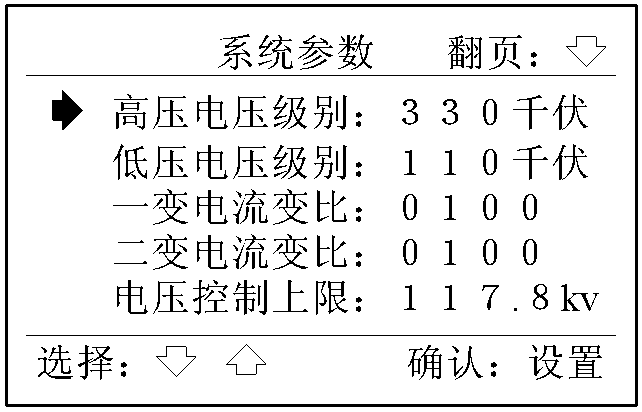 系统参数 翻页：
高压电压级别：330千伏
低压电压级别：110千伏
一变电流变比：0100
二变电流变比：0100
电压控制上限：117.8kv
选择： 确认：设置